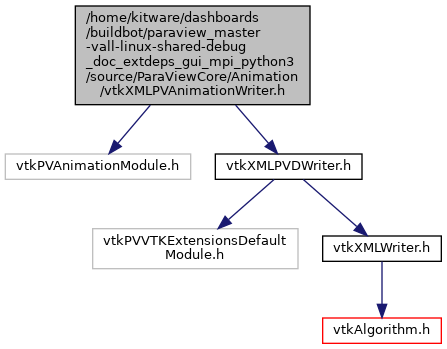 /home/kitware/dashboards
/buildbot/paraview_master
-vall-linux-shared-debug
_doc_extdeps_gui_mpi_python3
/source/ParaViewCore/Animation
/vtkXMLPVAnimationWriter.h
vtkPVAnimationModule.h
vtkXMLPVDWriter.h
vtkPVVTKExtensionsDefault
Module.h
vtkXMLWriter.h
vtkAlgorithm.h